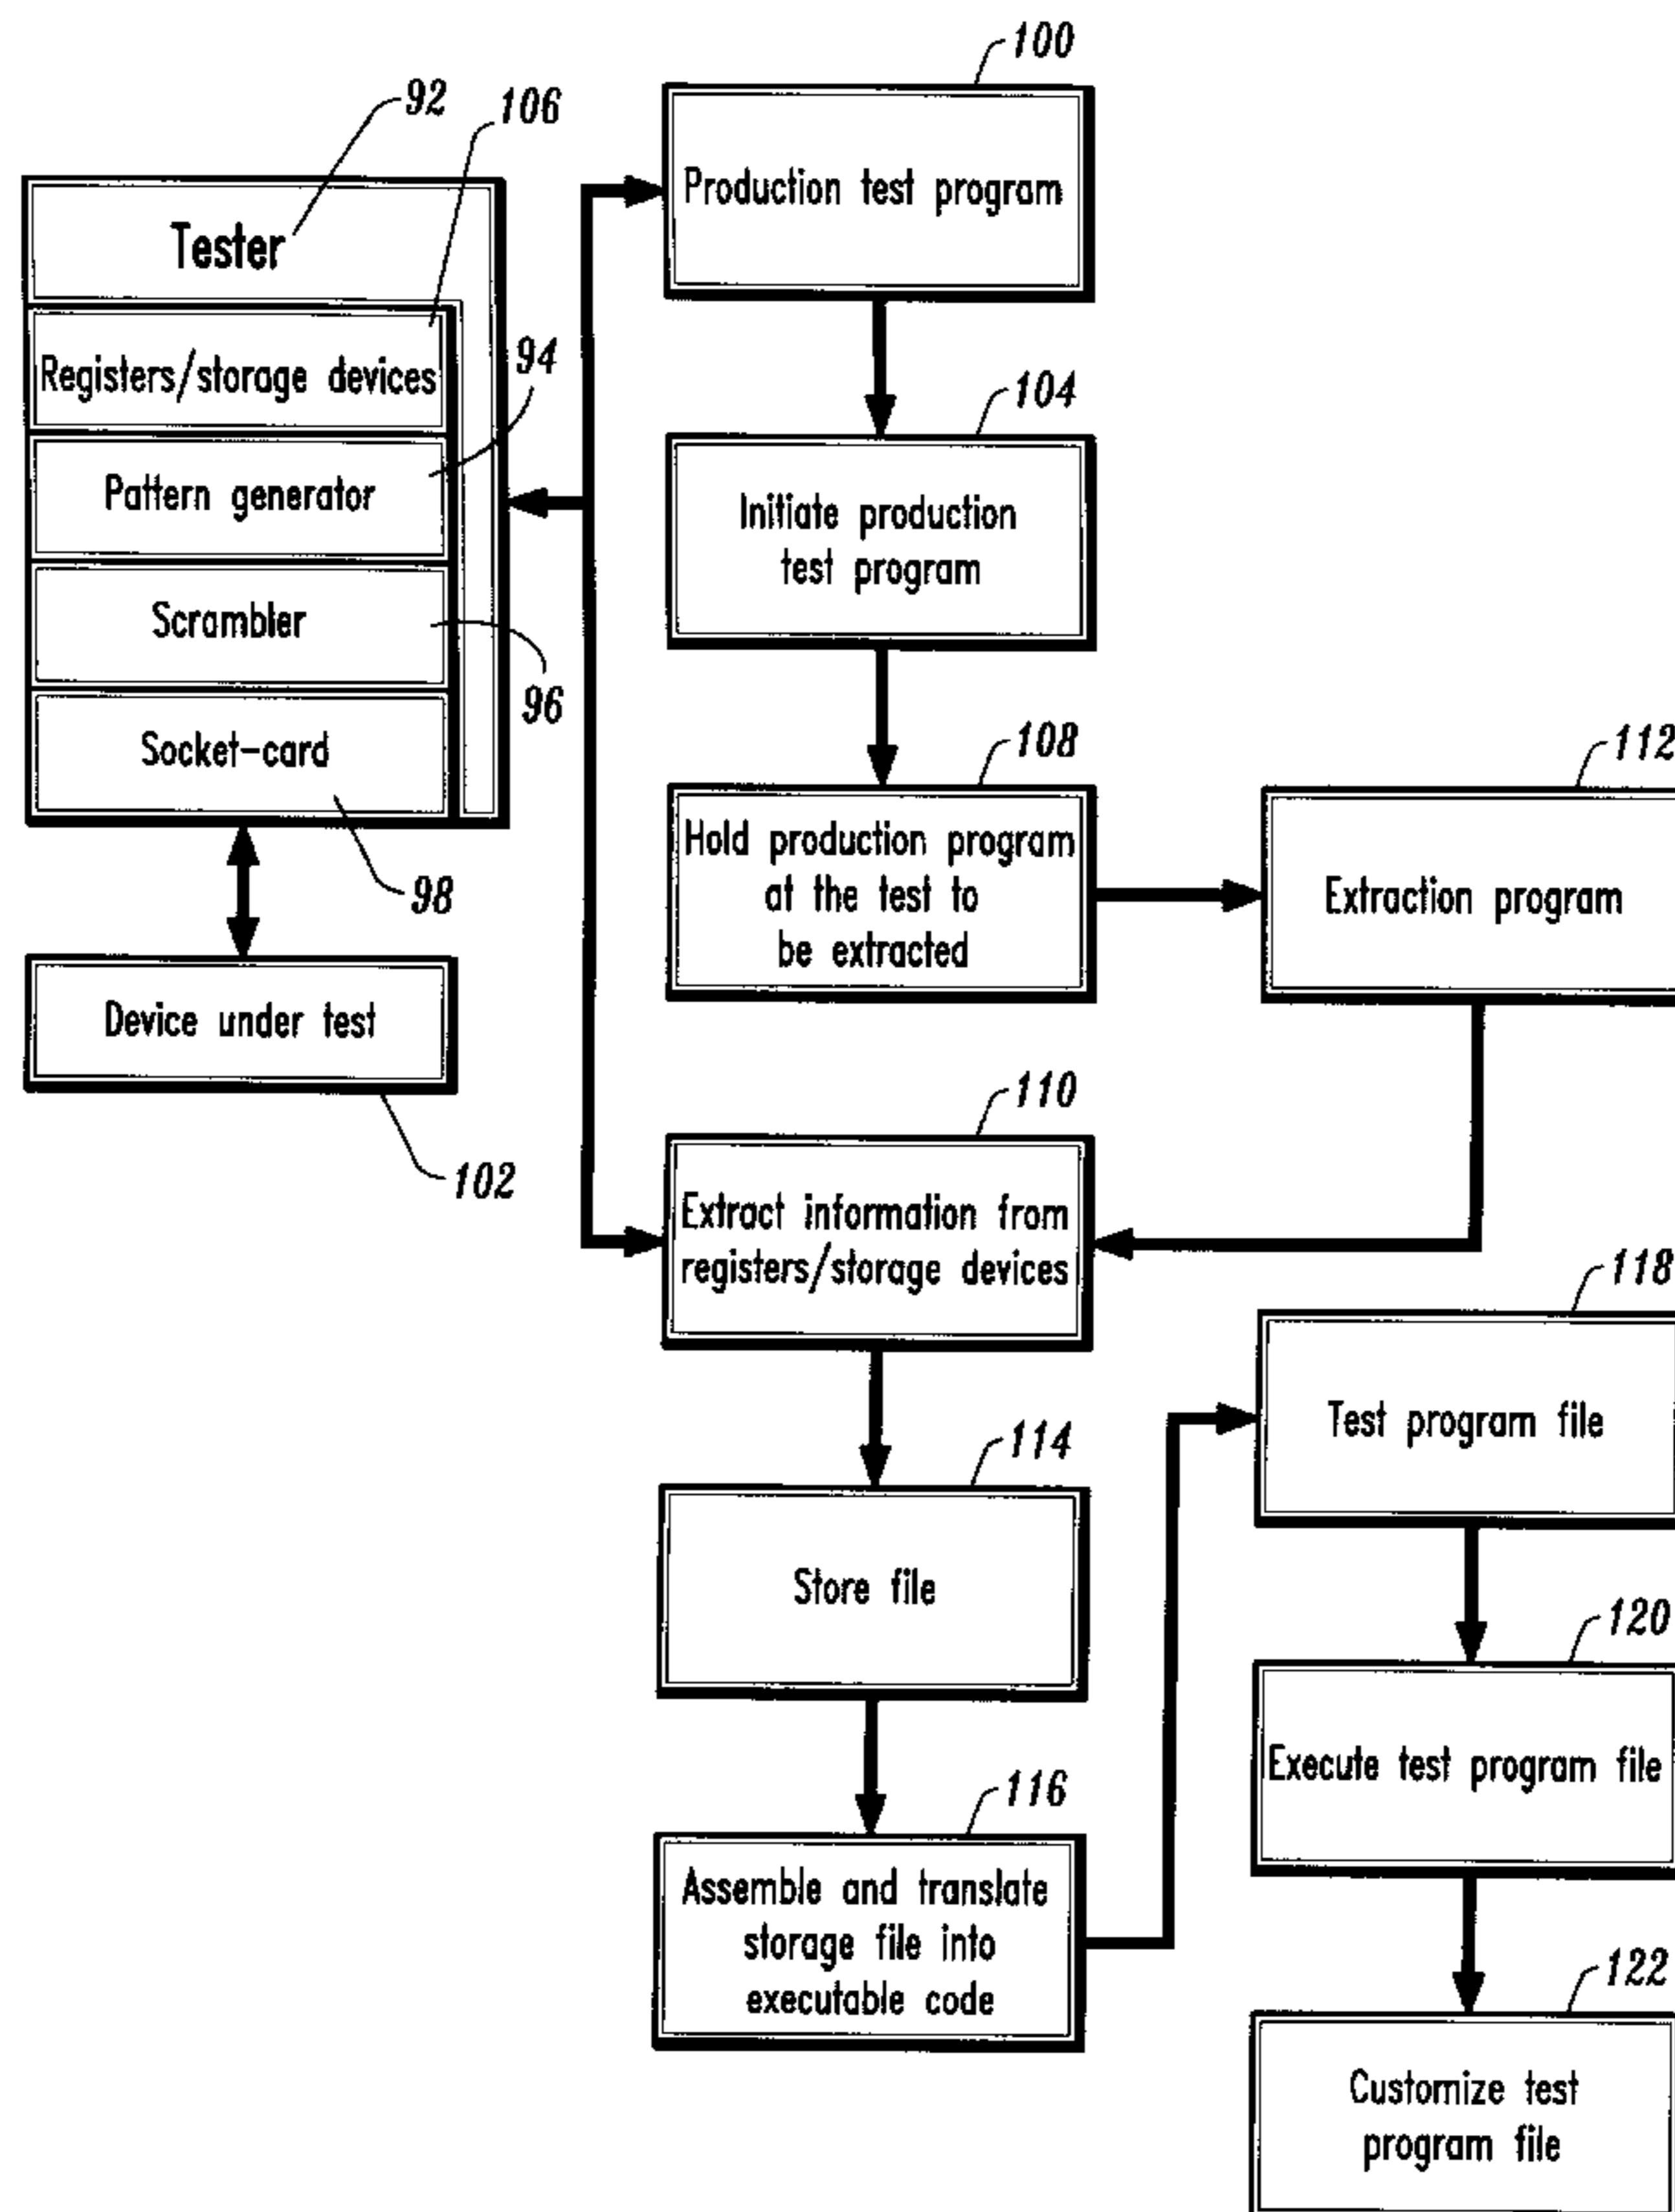 100
92
106
Production test program
Tester
94
Registers/storage devices
104
Pattern generator
Initiate production
test program
Scrambler
96
Socket-card
108
112
Hold production program
at the test to
be extracted
Extraction program
98
Device under test
110
102
Extract information from
registers/storage devices
118
Test program file
114
Store file
120
Execute test program file
116
Assemble and translate
storage file into
executable code
122
Customize test
program file